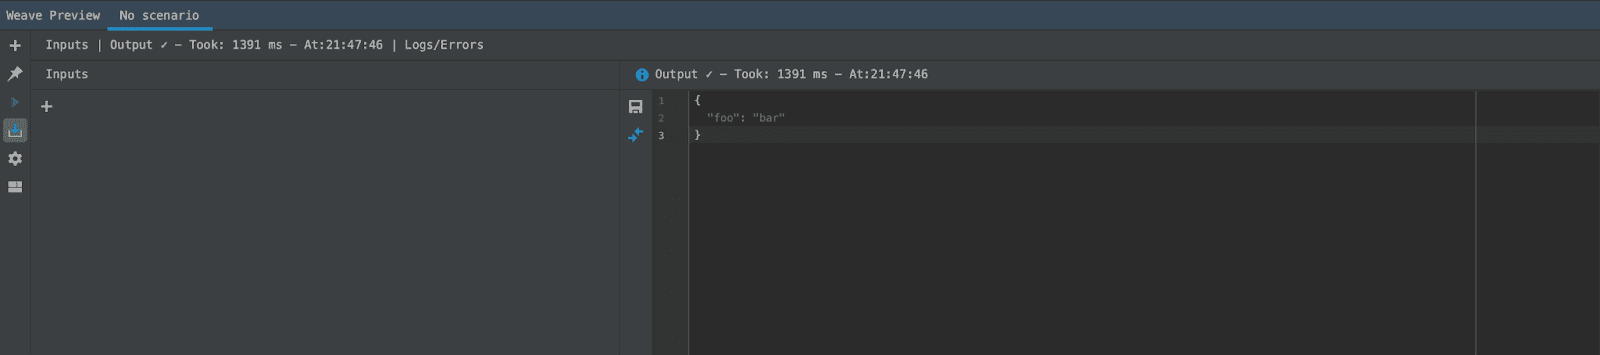 Weave Preview No scenario
Inputs | Output ✓ – Took: 1391 ms – At:21:47:46 | Logs/Errors
Inputs
Output ✓ – Took: 1391 ms – At:21:47:46
1 {
2 "foo": "bar"
3 }